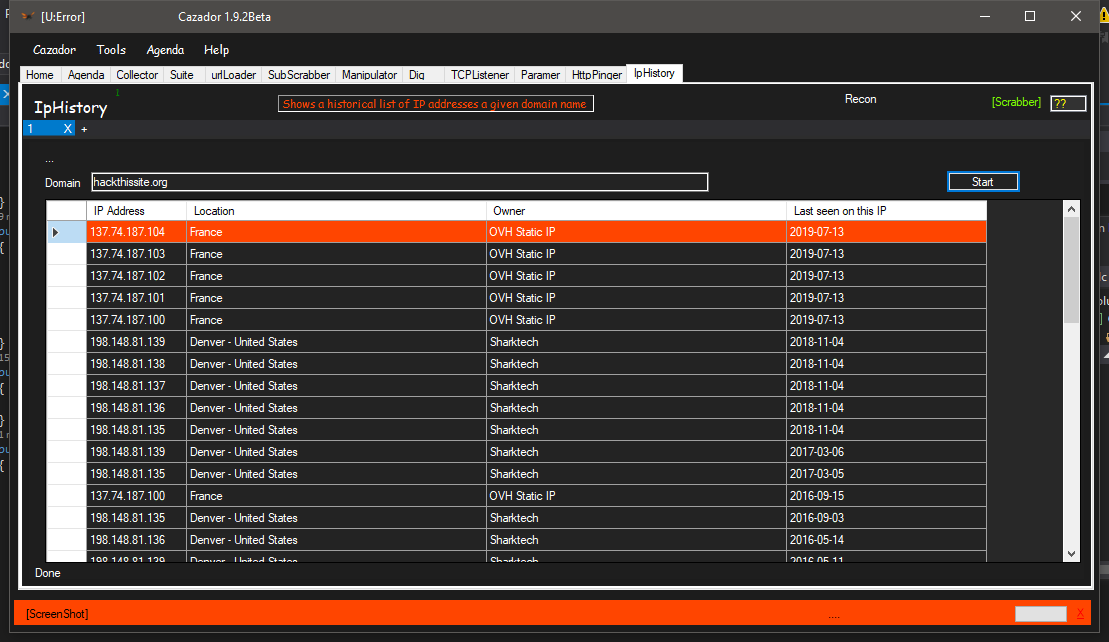 [U:Error] Cazador 1.9.2Beta
Cazador Tools Agenda Help
Home Agenda Collector Suite urlLoader SubScrabber Manipulator Dig TCPListener Paramer HttpPinger IpHistory
IpHistory Shows a historical list of IP addresses a given domain name Recon [Scrabber] ??
1 X +
...
Domain hackthissite.org Start
IP Address Location Owner Last seen on this IP
137.74.187.104 France OVH Static IP 2019-07-13
137.74.187.103 France OVH Static IP 2019-07-13
137.74.187.102 France OVH Static IP 2019-07-13
137.74.187.101 France OVH Static IP 2019-07-13
137.74.187.100 France OVH Static IP 2019-07-13
198.148.81.139 Denver - United States Sharktech 2018-11-04
198.148.81.138 Denver - United States Sharktech 2018-11-04
198.148.81.137 Denver - United States Sharktech 2018-11-04
198.148.81.136 Denver - United States Sharktech 2018-11-04
198.148.81.135 Denver - United States Sharktech 2018-11-04
198.148.81.139 Denver - United States Sharktech 2017-03-06
198.148.81.135 Denver - United States Sharktech 2017-03-05
137.74.187.100 France OVH Static IP 2016-09-15
198.148.81.135 Denver - United States Sharktech 2016-09-03
198.148.81.136 Denver - United States Sharktech 2016-05-14
198.148.81.139 Denver - United States Sharktech 2016-05-11
Done
[ScreenShot] .... X